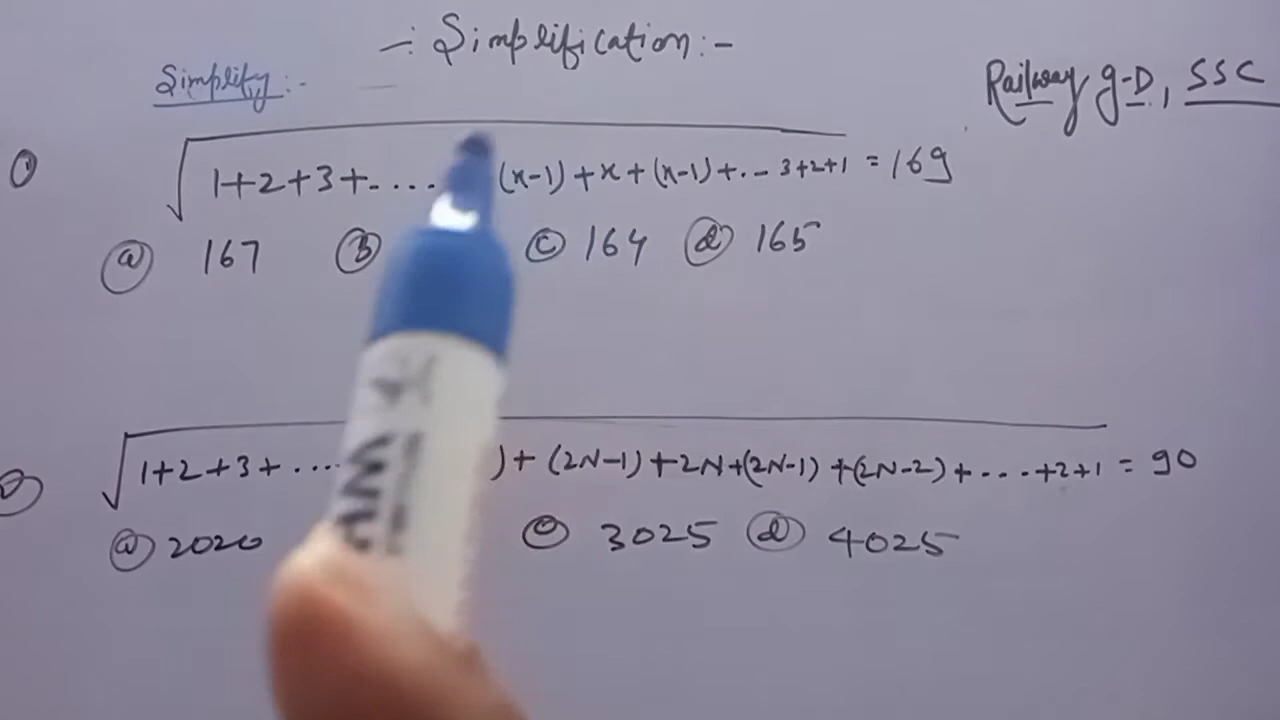 -: Simplification:-
Simplify:-
Railway g-D, SSC
① √1+2+3+.... (x-1)+x+(x-1)+... 3+2+1 = 169
ⓐ 167 ⓑ ⓒ 164 ⓓ 165
√1+2+3+.... )+(2N-1)+2N+(2N-1)+(2N-2)+....+2+1 = 90
ⓐ 2020 ⓒ 3025 ⓓ 4025